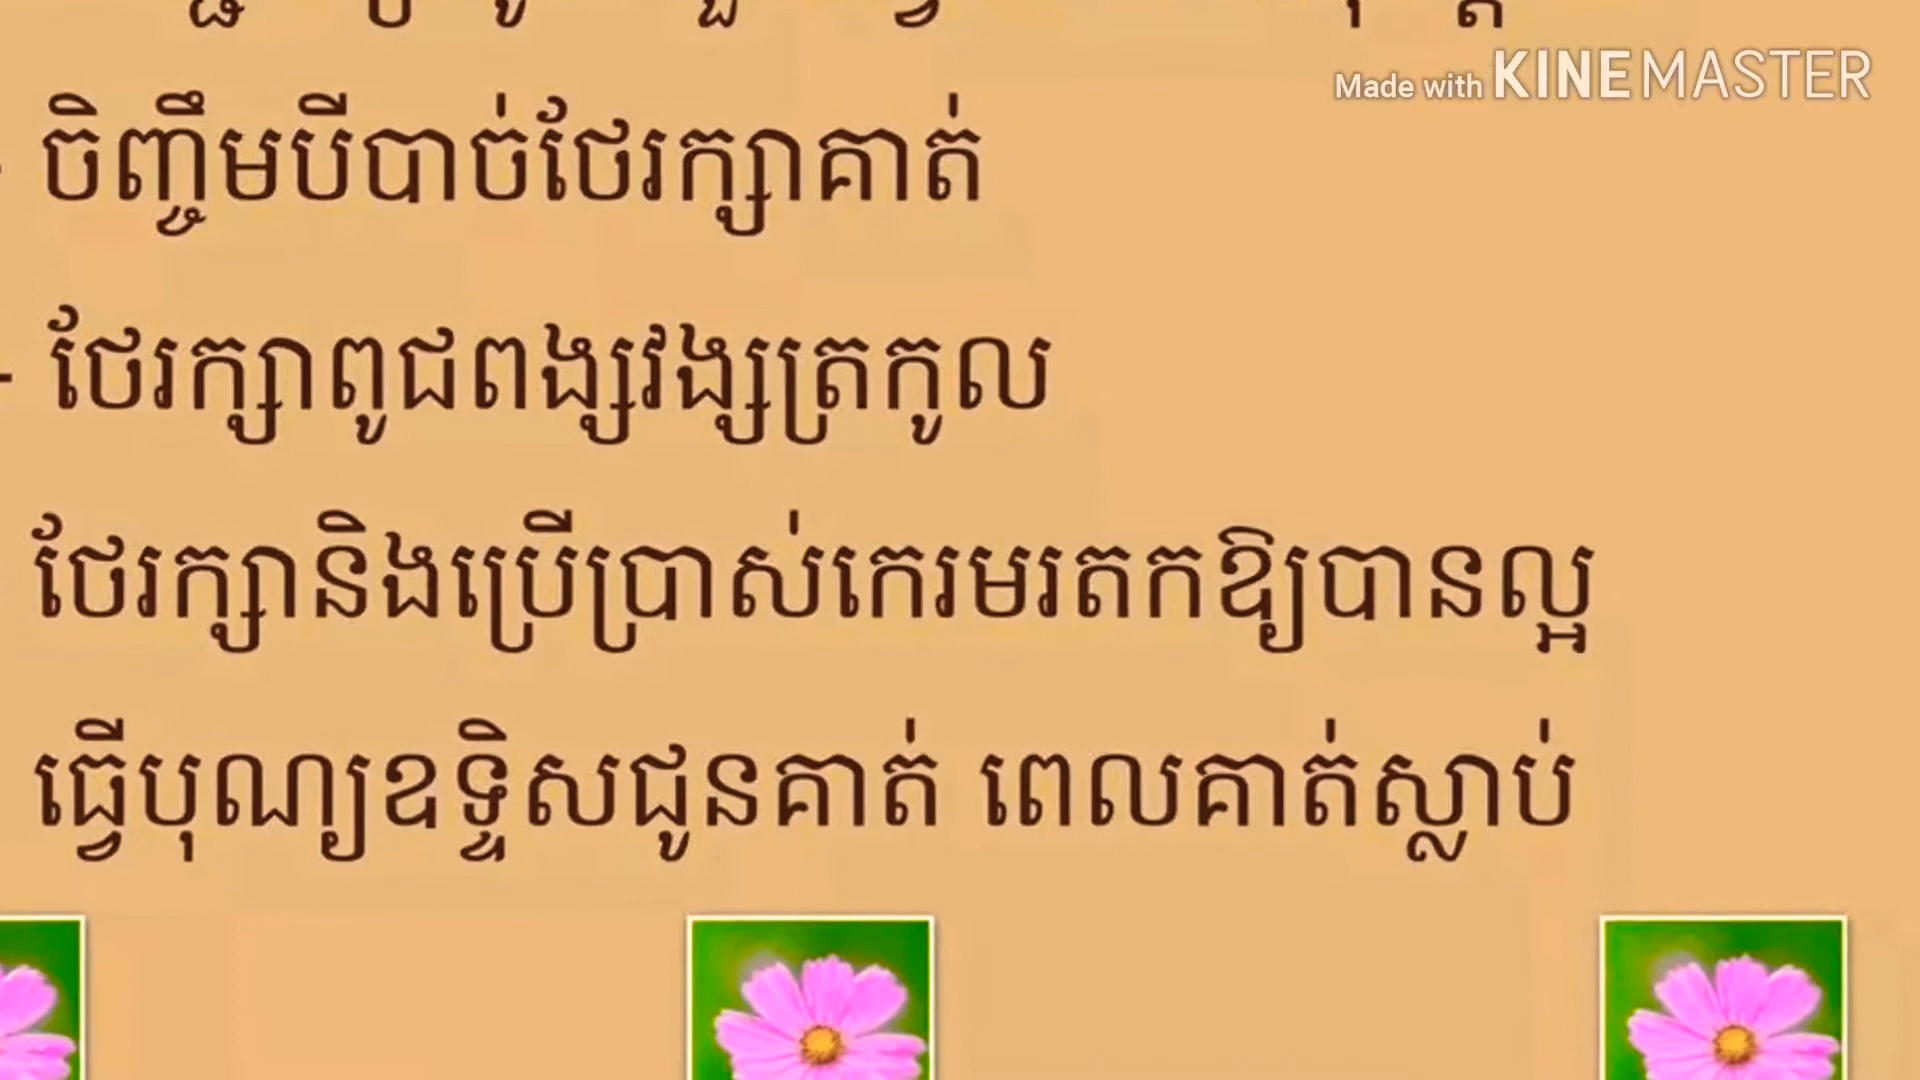 Made with KINEMASTER
- ចិញ្ចឹមបីបាច់ថែរក្សាគាត់
- ថែរក្សាពូជពង្សវង្សត្រកូល
ថែរក្សានិងប្រើប្រាស់កេរមរតកឱ្យបានល្អ
ធ្វើបុណ្យឧទ្ទិសជូនគាត់ ពេលគាត់ស្លាប់